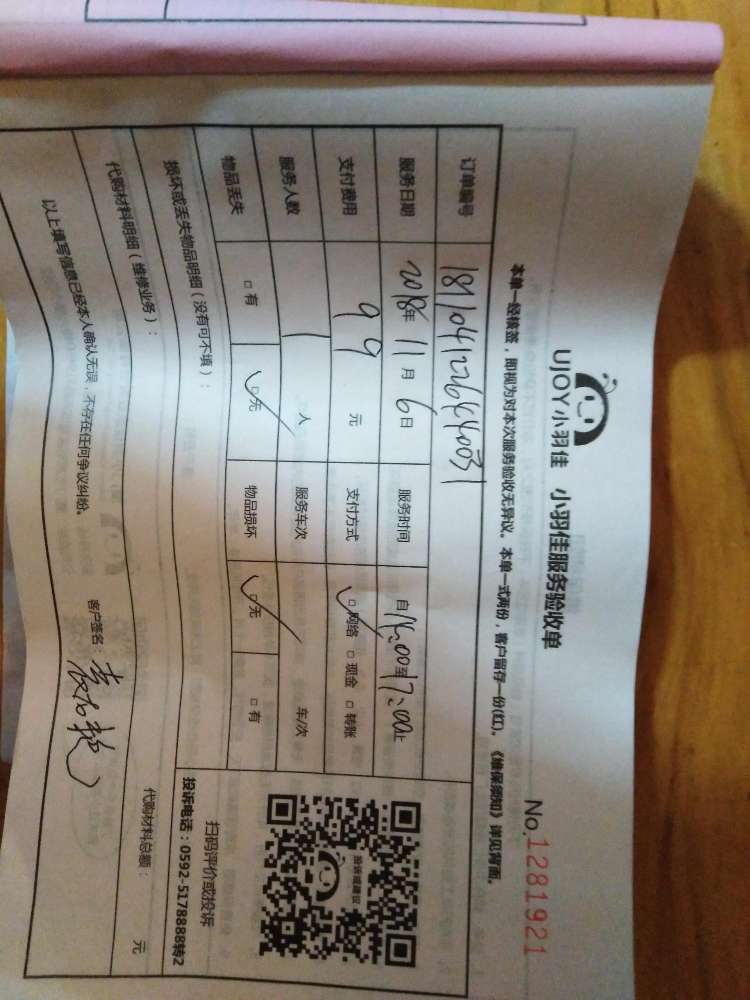 UJOY小羽佳 小羽佳服务验收单
No.1281921
本单一经核签，即视为对本次服务验收无异议。本单一式两份，客户留存一份(红)。《维保须知》详见背面。
订单编号
服务日期 2018年 11月 6日 服务时间 自14:00至17:00止
支付费用 99 元 支付方式 ☑网络 □现金 □转账
服务人数 1 人 服务车次 车/次
物品丢失 □有 ☑无 物品损坏 ☑无 □有
损坏或丢失物品明细（没有可不填）：
代购材料明细（维修业务）：
代购材料总额： 元
以上填写信息已经本人确认无误，不存在任何争议纠纷。
客户签名：
投诉或建议
扫码评价或投诉
投诉电话：0592-5178888转2